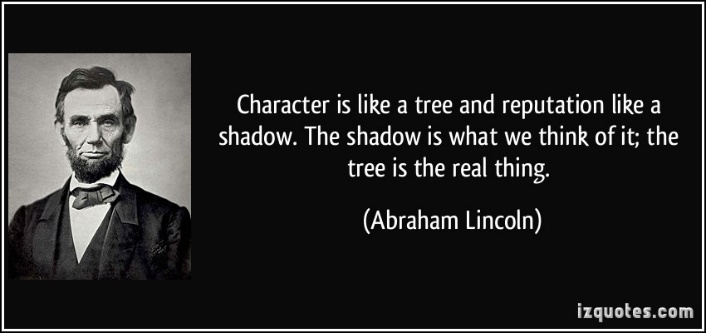 Character is like a tree and reputation like a
shadow. The shadow is what we think of it; the
tree is the real thing.
(Abraham Lincoln)
izquotes.com